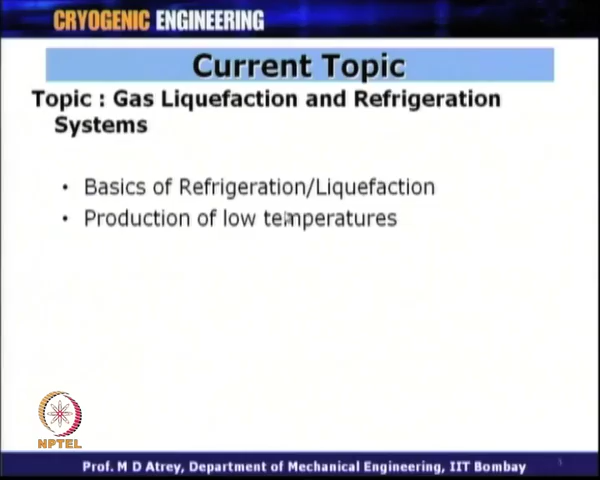 CRYOGENIC ENGINEERING
Current Topic
Topic : Gas Liquefaction and Refrigeration
Systems
• Basics of Refrigeration/Liquefaction
• Production of low temperatures
NPTEL
Prof. M D Atrey, Department of Mechanical Engineering, IIT Bombay